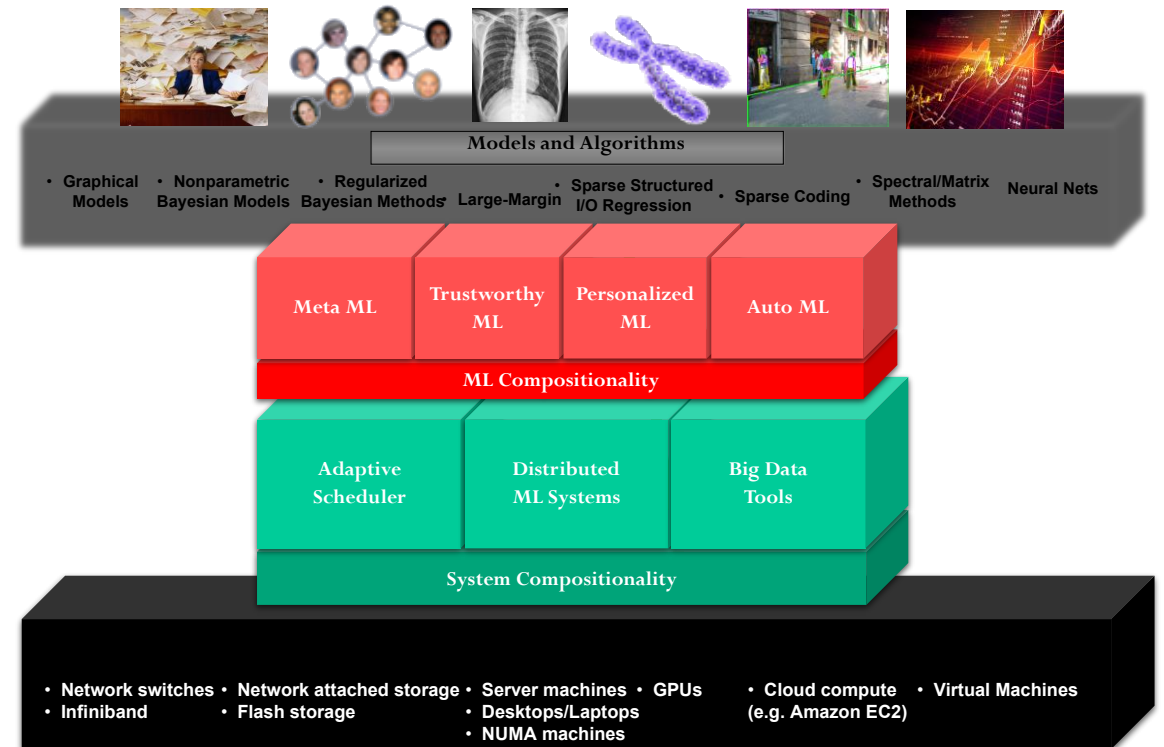 Models and Algorithms
• Graphical Models
• Nonparametric Bayesian Models
• Regularized Bayesian Methods
• Large-Margin
• Sparse Structured I/O Regression
• Sparse Coding
• Spectral/Matrix Methods
Neural Nets
Meta ML
Trustworthy
ML
Personalized
ML
Auto ML
ML Compositionality
Adaptive
Scheduler
Distributed
ML Systems
Big Data
Tools
System Compositionality
• Network switches
• Infiniband
• Network attached storage
• Flash storage
• Server machines
• Desktops/Laptops
• NUMA machines
• GPUs
• Cloud compute
(e.g. Amazon EC2)
• Virtual Machines